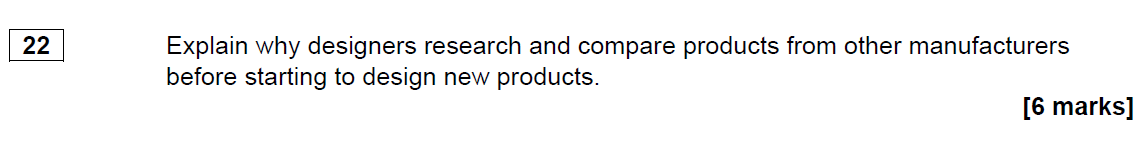 22 Explain why designers research and compare products from other manufacturers
before starting to design new products.
[6 marks]